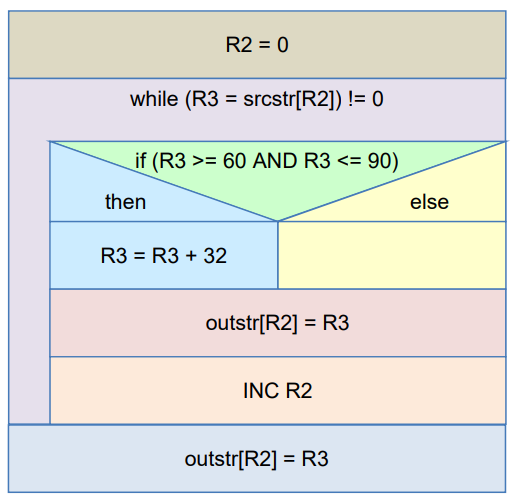 R2 = 0
while (R3 = srcstr[R2]) != 0
if (R3 >= 60 AND R3 <= 90)
then
else
R3 = R3 + 32
outstr[R2] = R3
INC R2
outstr[R2] = R3